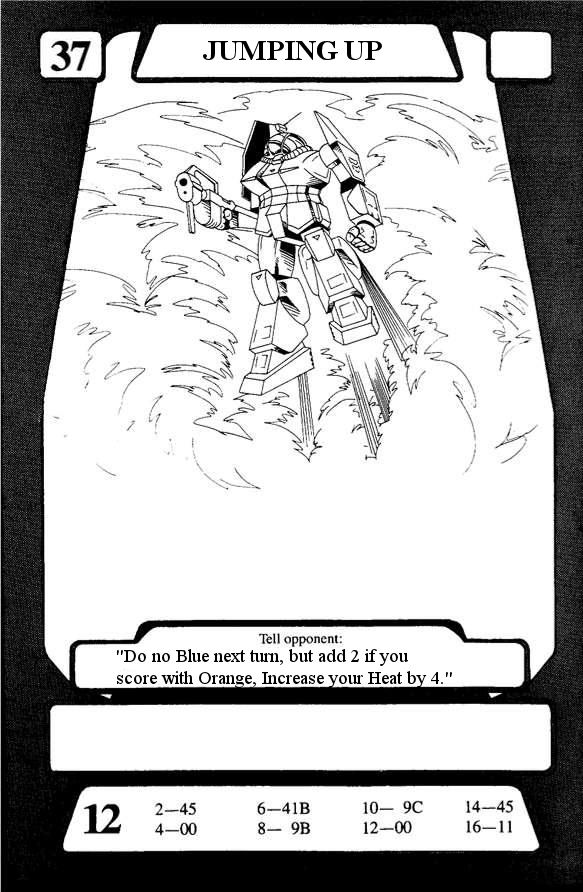 37
JUMPING UP
Tell opponent:
"Do no Blue next turn, but add 2 if you
score with Orange, Increase your Heat by 4."
12
2—45 6—41B 10— 9C 14—45
4—00 8— 9B 12—00 16—11